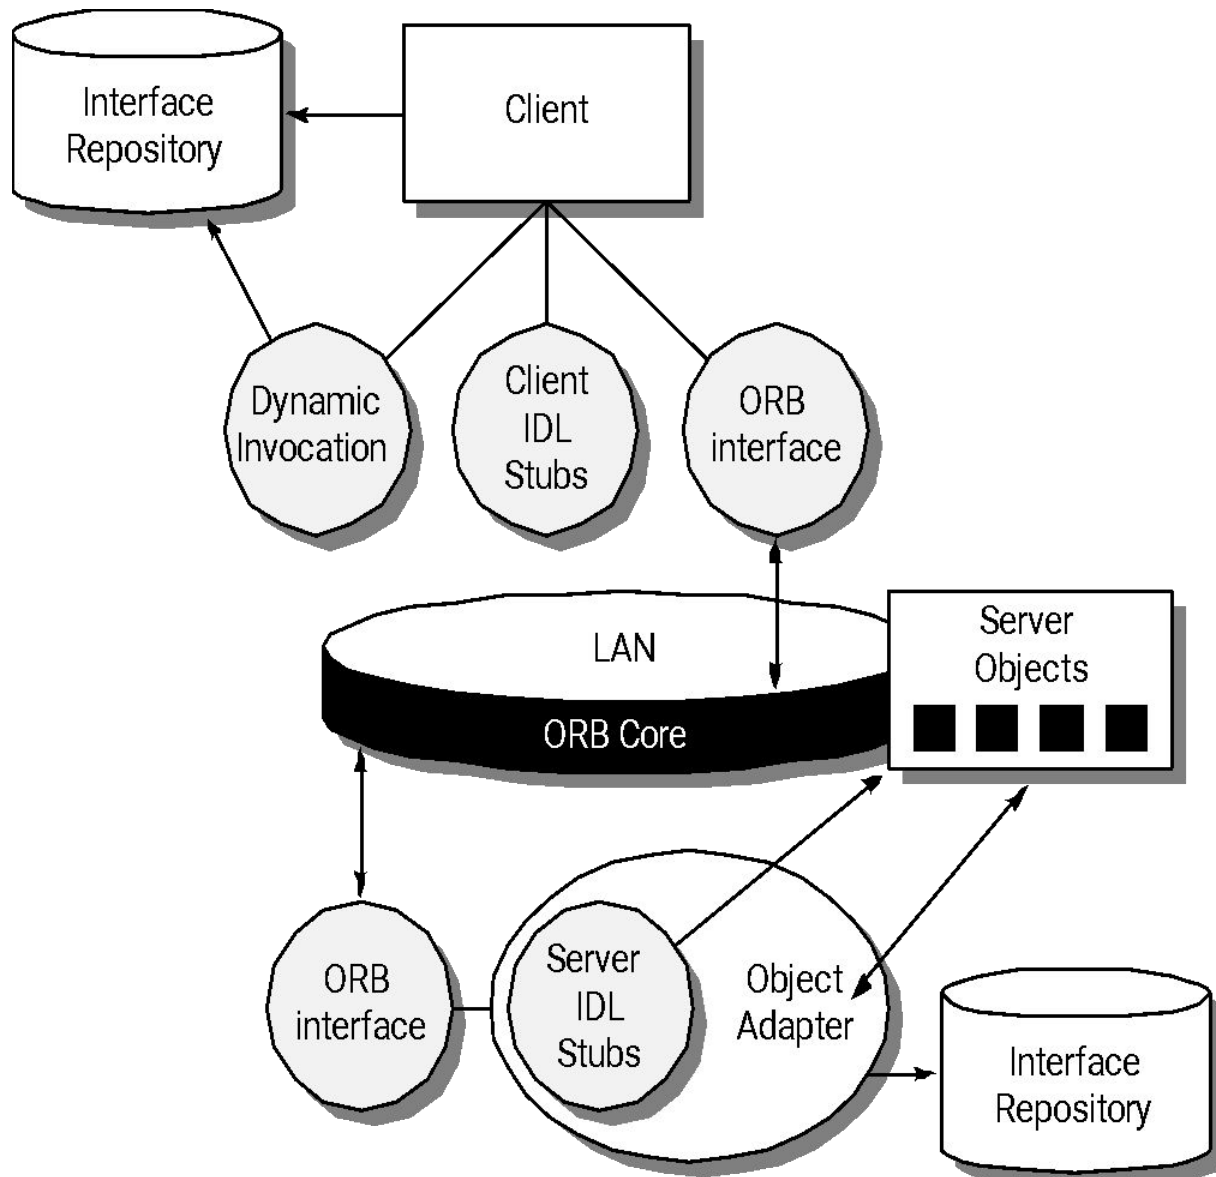 Interface
Repository
Client
Dynamic
Invocation
Client
IDL
Stubs
ORB
interface
LAN
ORB Core
Server
Objects
ORB
interface
Server
IDL
Stubs
Object
Adapter
Interface
Repository